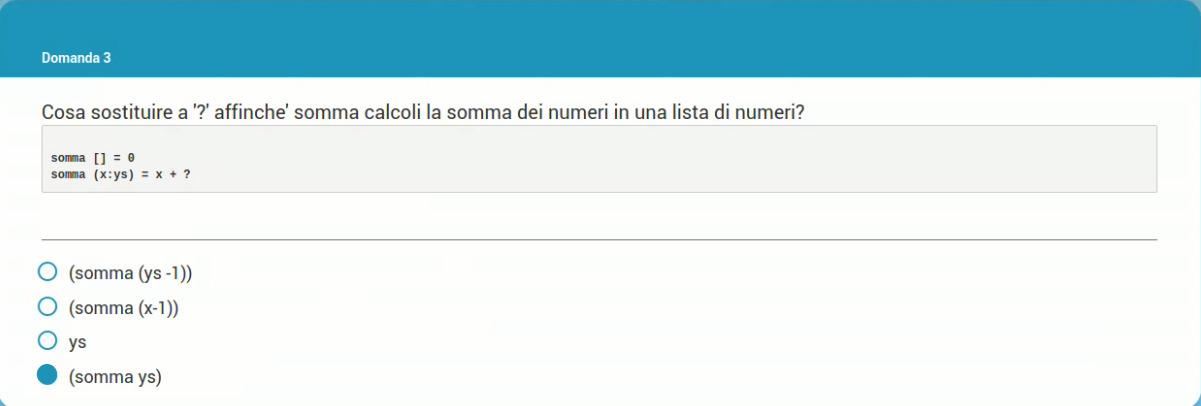 Domanda 3
Cosa sostituire a '?' affinche' somma calcoli la somma dei numeri in una lista di numeri?
somma [] = 0
somma (x:ys) = x + ?
(somma (ys -1))
(somma (x-1))
ys
(somma ys)